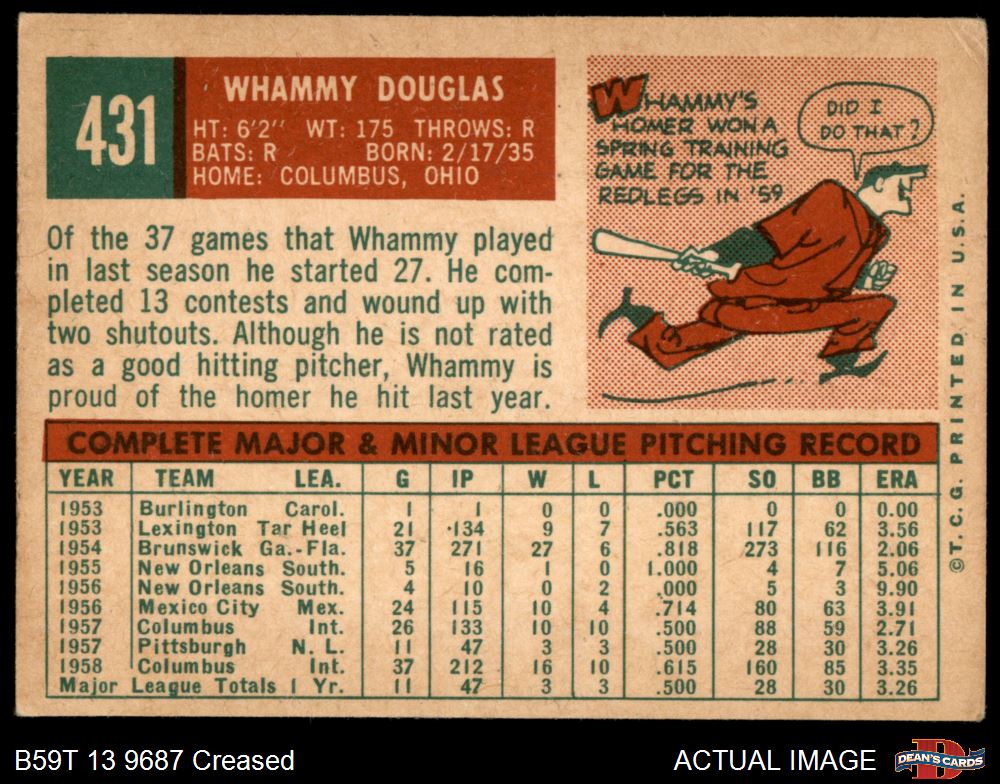 431
WHAMMY DOUGLAS
HT: 6'2" WT: 175 THROWS: R
BATS: R BORN: 2/17/35
HOME: COLUMBUS, OHIO
WHAMMY'S
HOMER WON A
SPRING TRAINING
GAME FOR THE
REDLEGS IN '59
DID I
DO THAT?
Of the 37 games that Whammy played
in last season he started 27. He com-
pleted 13 contests and wound up with
two shutouts. Although he is not rated
as a good hitting pitcher, Whammy is
proud of the homer he hit last year.
COMPLETE MAJOR & MINOR LEAGUE PITCHING RECORD
YEAR TEAM LEA. G IP W L PCT SO BB ERA
1953 Burlington Carol. 1 1 0 0 .000 0 0 0.00
1953 Lexington Tar Heel 21 134 9 7 .563 117 62 3.56
1954 Brunswick Ga.-Fla. 37 271 27 6 .818 273 116 2.06
1955 New Orleans South. 5 16 1 0 1.000 4 7 5.06
1956 New Orleans South. 4 10 0 2 .000 5 3 9.90
1956 Mexico City Mex. 24 115 10 4 .714 80 63 3.91
1957 Columbus Int. 26 133 10 10 .500 88 59 2.71
1957 Pittsburgh N. L. 11 47 3 3 .500 28 30 3.26
1958 Columbus Int. 37 212 16 10 .615 160 85 3.35
Major League Totals 1 Yr. 11 47 3 3 .500 28 30 3.26
©T. C. G. PRINTED IN U.S.A.
B59T 13 9687 Creased
ACTUAL IMAGE
DEAN'S CARDS